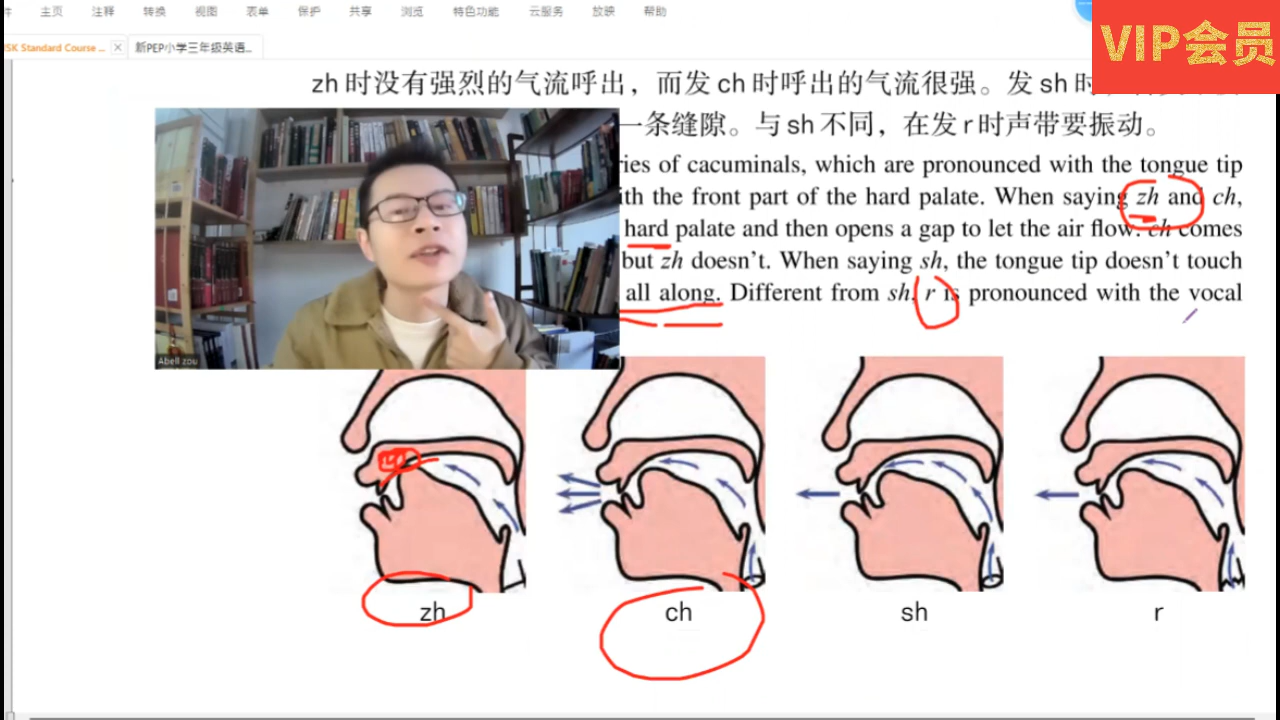 主页 注释 转换 视图 表单 保护 共享 浏览 特色功能 云服务 放映 帮助
VIP会员
HSK Standard Course ... × 新PEP小学三年级英语...
zh 时没有强烈的气流呼出，而发 ch 时呼出的气流很强。发 sh 时
一条缝隙。与 sh 不同，在发 r 时声带要振动。
ries of cacuminals, which are pronounced with the tongue tip
ith the front part of the hard palate. When saying zh and ch,
hard palate and then opens a gap to let the air flow. ch comes
but zh doesn't. When saying sh, the tongue tip doesn't touch
all along. Different from sh, r is pronounced with the vocal
Abell zou
zh ch sh r